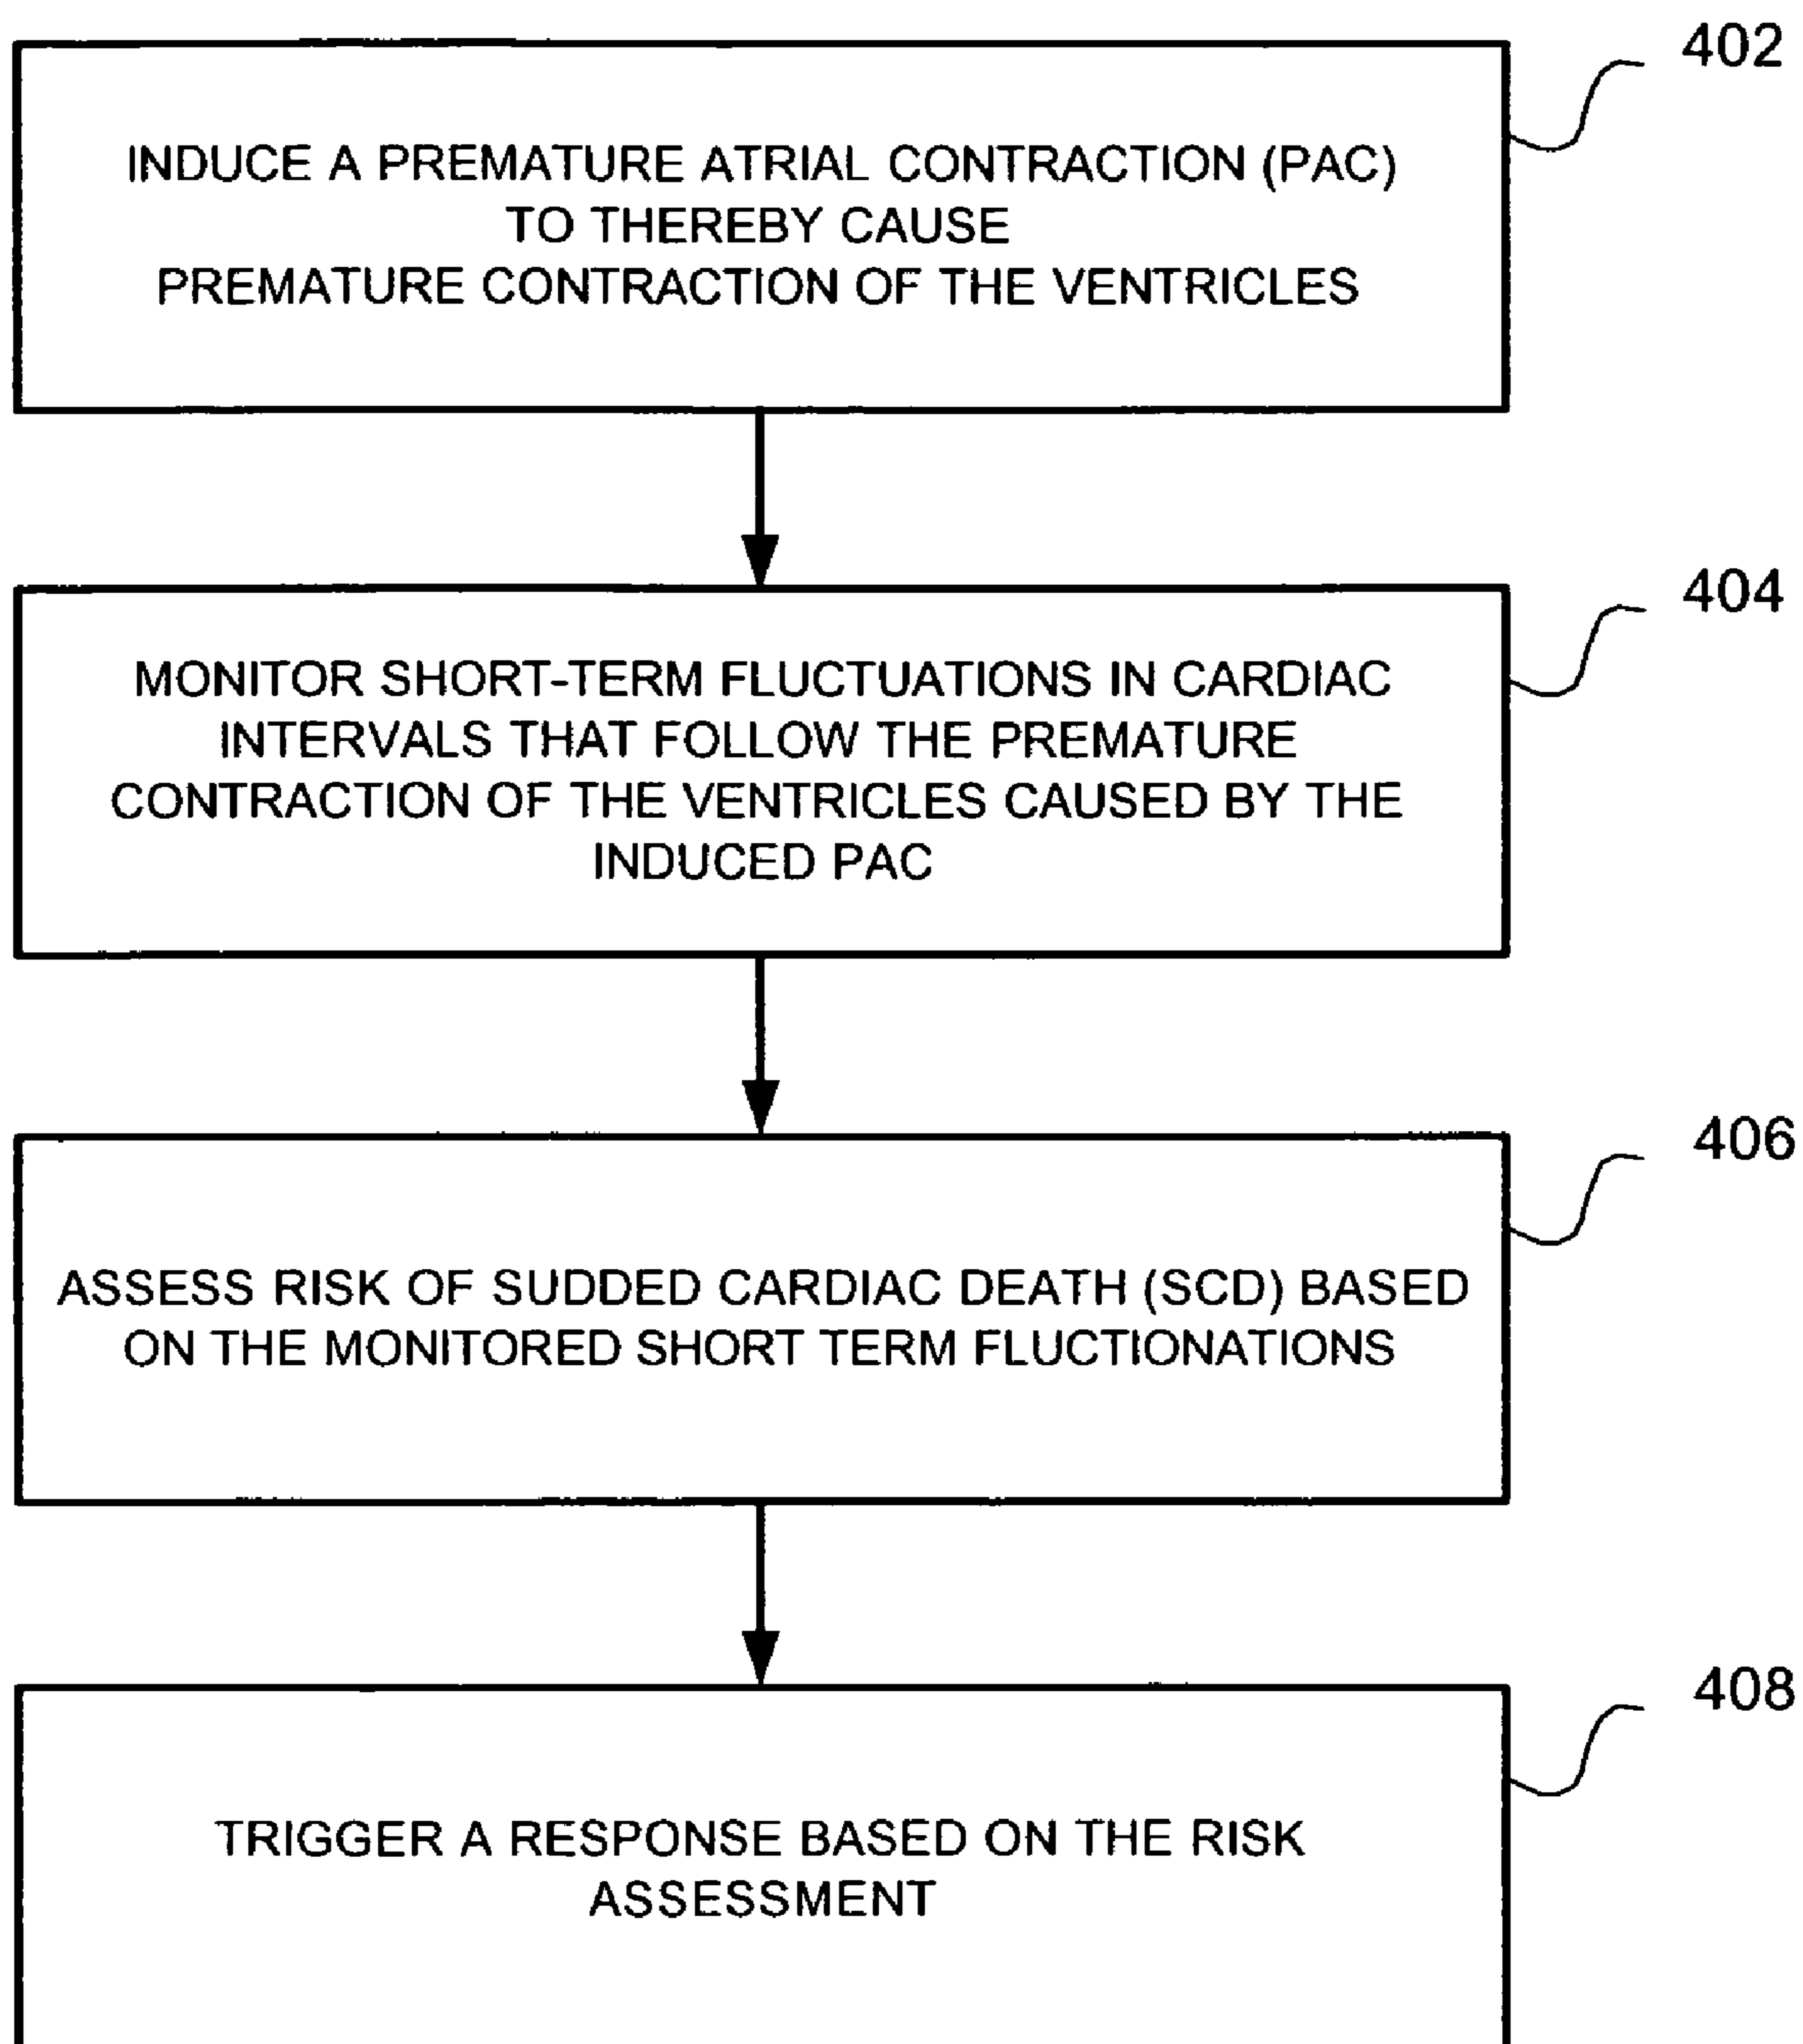 402
INDUCE A PREMATURE ATRIAL CONTRACTION (PAC)
TO THEREBY CAUSE
PREMATURE CONTRACTION OF THE VENTRICLES
404
MONITOR SHORT-TERM FLUCTUATIONS IN CARDIAC
INTERVALS THAT FOLLOW THE PREMATURE
CONTRACTION OF THE VENTRICLES CAUSED BY THE
INDUCED PAC
406
ASSESS RISK OF SUDDED CARDIAC DEATH (SCD) BASED
ON THE MONITORED SHORT TERM FLUCTIONATIONS
408
TRIGGER A RESPONSE BASED ON THE RISK
ASSESSMENT